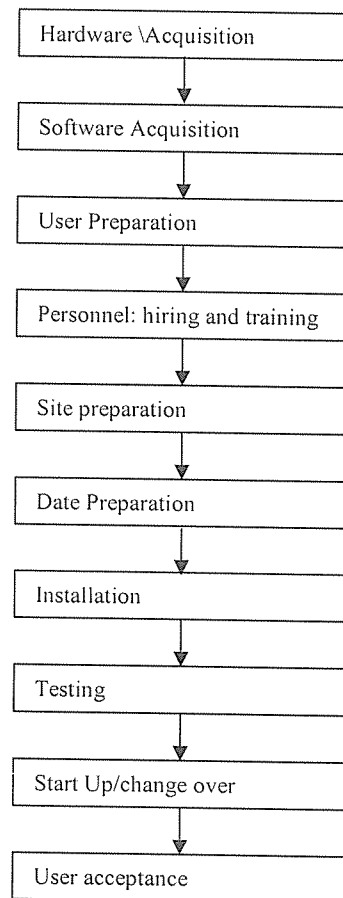 Hardware \Acquisition
Software Acquisition
User Preparation
Personnel: hiring and training
Site preparation
Date Preparation
Installation
Testing
Start Up/change over
User acceptance